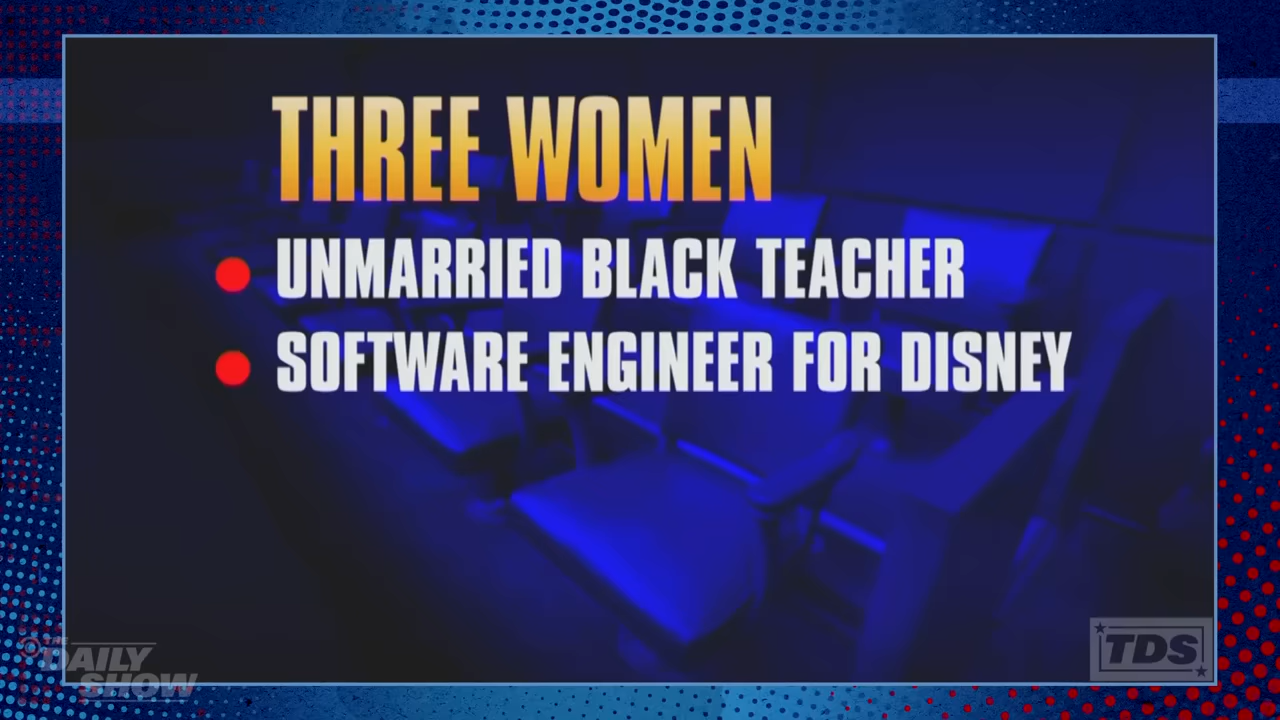 THREE WOMEN
UNMARRIED BLACK TEACHER
SOFTWARE ENGINEER FOR DISNEY
THE
DAILY
SHOW
TDS